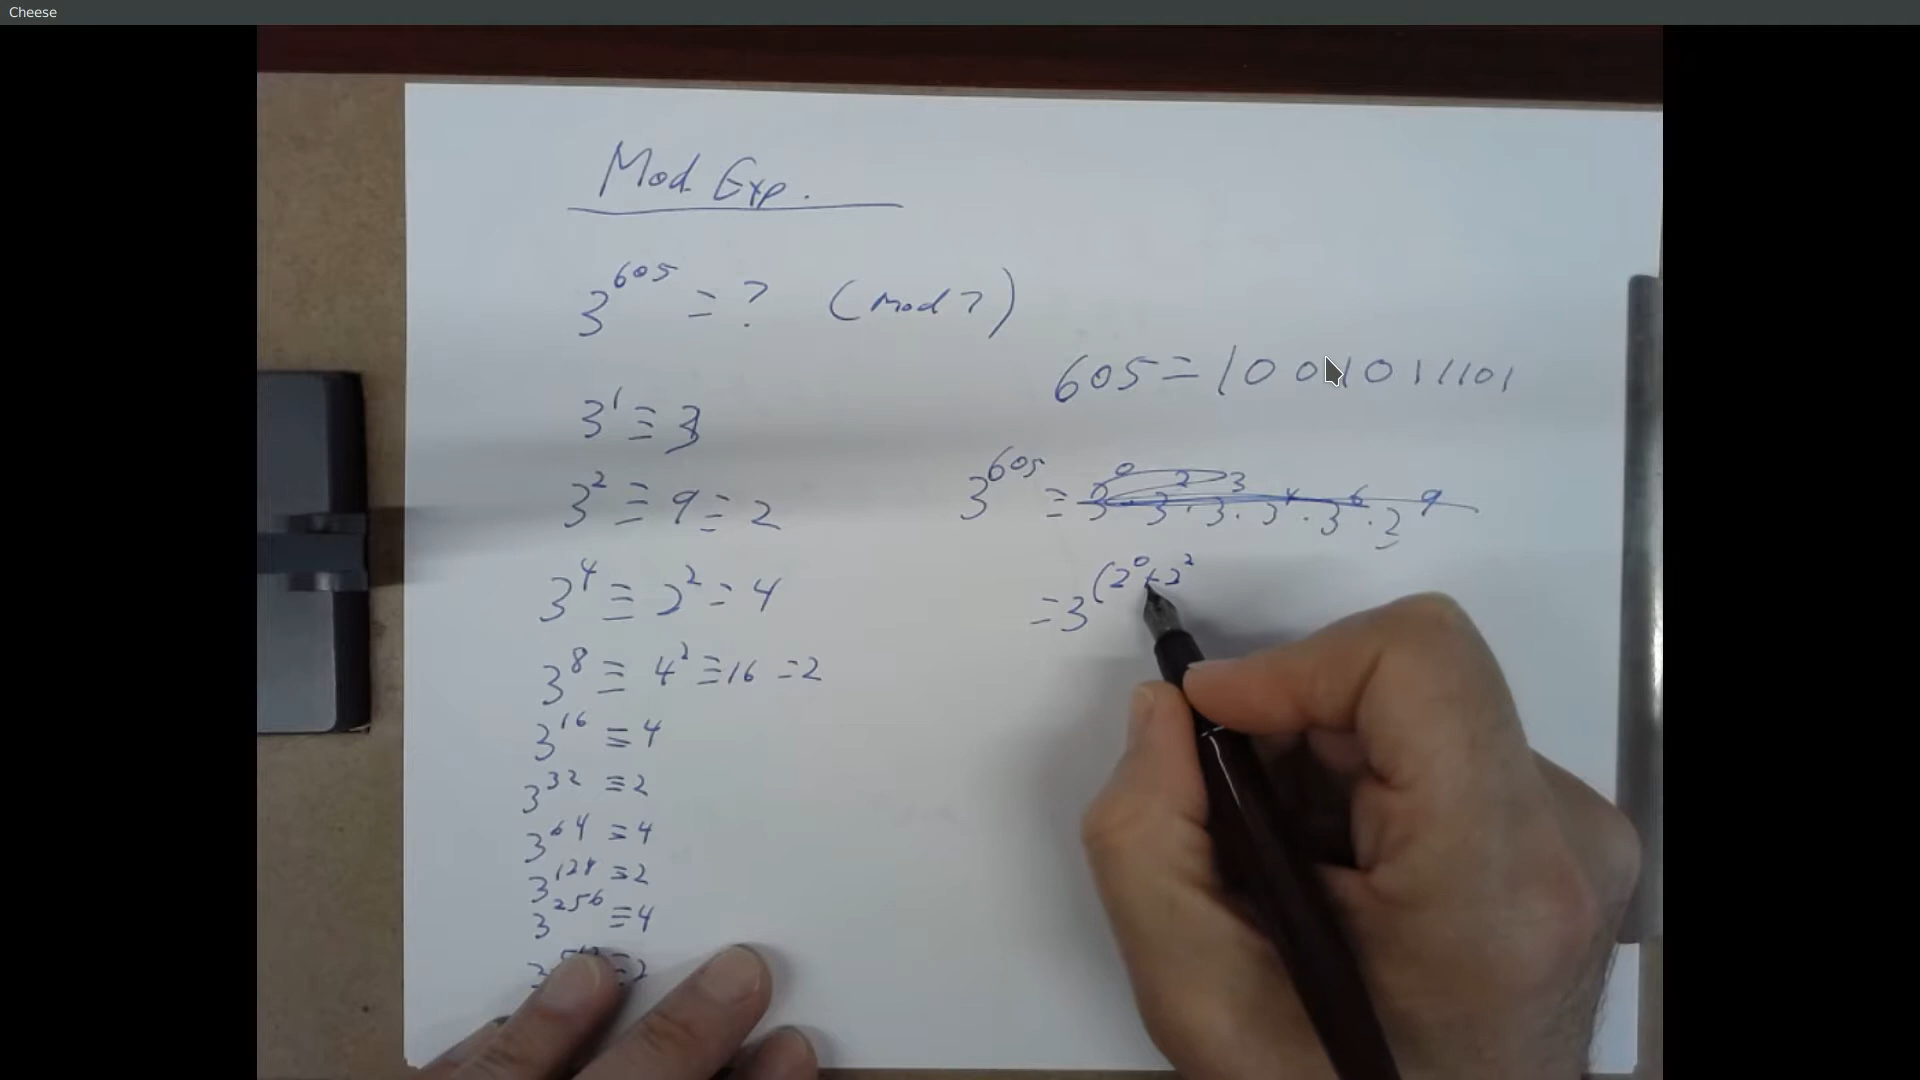 Cheese
Mod Exp.
3^605 = ? (mod 7)
3^1 ≡ 3
3^2 ≡ 9 ≡ 2
3^4 ≡ 2^2 = 4
3^8 ≡ 4^2 ≡ 16 = 2
3^16 ≡ 4
3^32 ≡ 2
3^64 ≡ 4
3^128 ≡ 2
3^256 ≡ 4
605 = 1001011101
3^605 ≡
= 3^(2^0 + 2^2